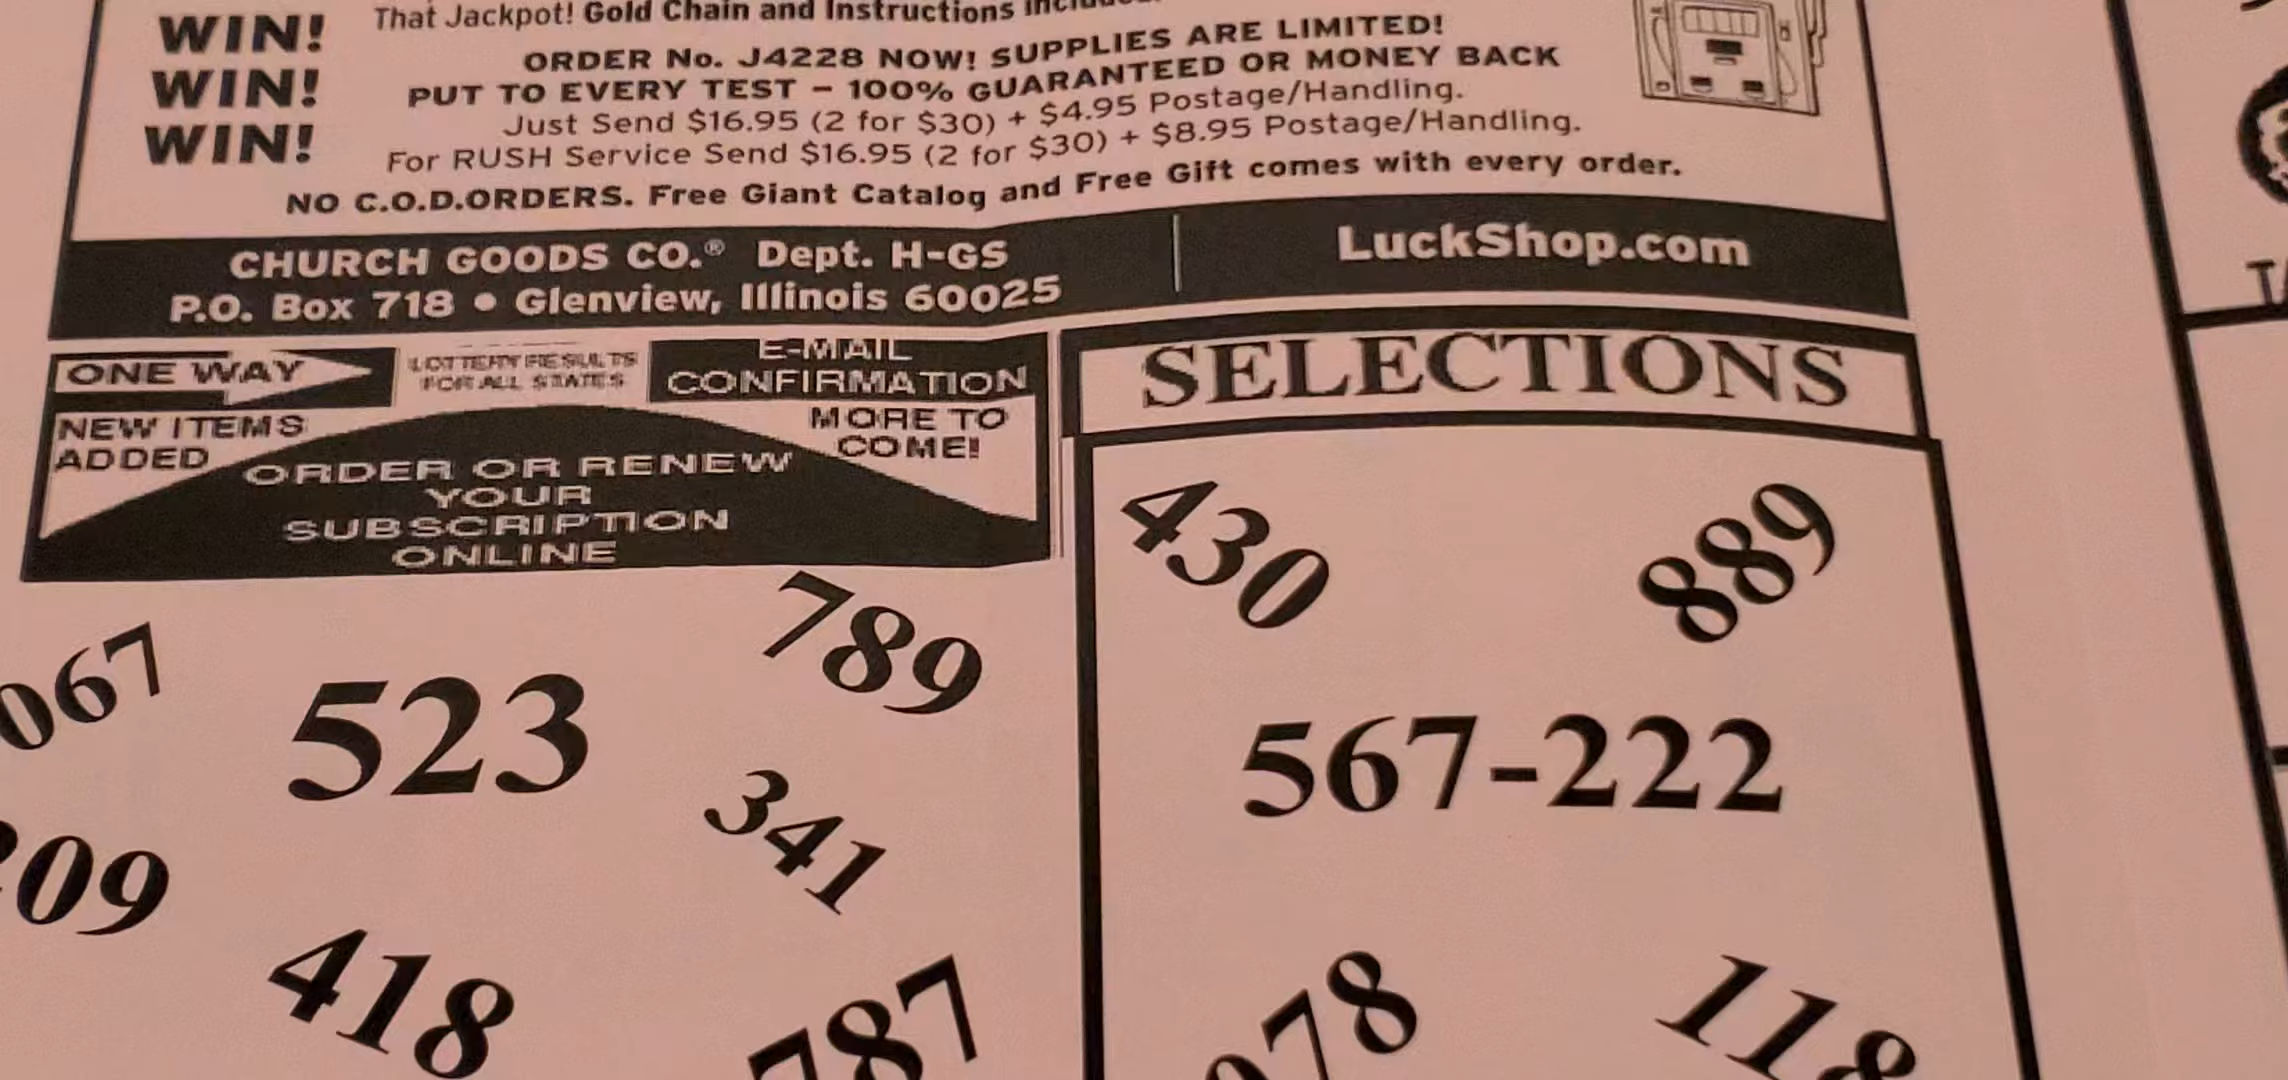 WIN!
WIN!
WIN!
That Jackpot! Gold Chain and Instructions
ORDER No. J4228 NOW! SUPPLIES ARE LIMITED!
PUT TO EVERY TEST – 100% GUARANTEED OR MONEY BACK
Just Send $16.95 (2 for $30) + $4.95 Postage/Handling.
For RUSH Service Send $16.95 (2 for $30) + $8.95 Postage/Handling.
NO C.O.D.ORDERS. Free Giant Catalog and Free Gift comes with every order.
CHURCH GOODS CO.® Dept. H-GS
P.O. Box 718 • Glenview, Illinois 60025
LuckShop.com
ONE WAY
LOTTERY RESULTS
FOR ALL STATES
E-MAIL
CONFIRMATION
NEW ITEMS
ADDED
MORE TO
COME!
ORDER OR RENEW
YOUR
SUBSCRIPTION
ONLINE
067
523
789
341
09
418
787
SELECTIONS
430
889
567-222
78
118